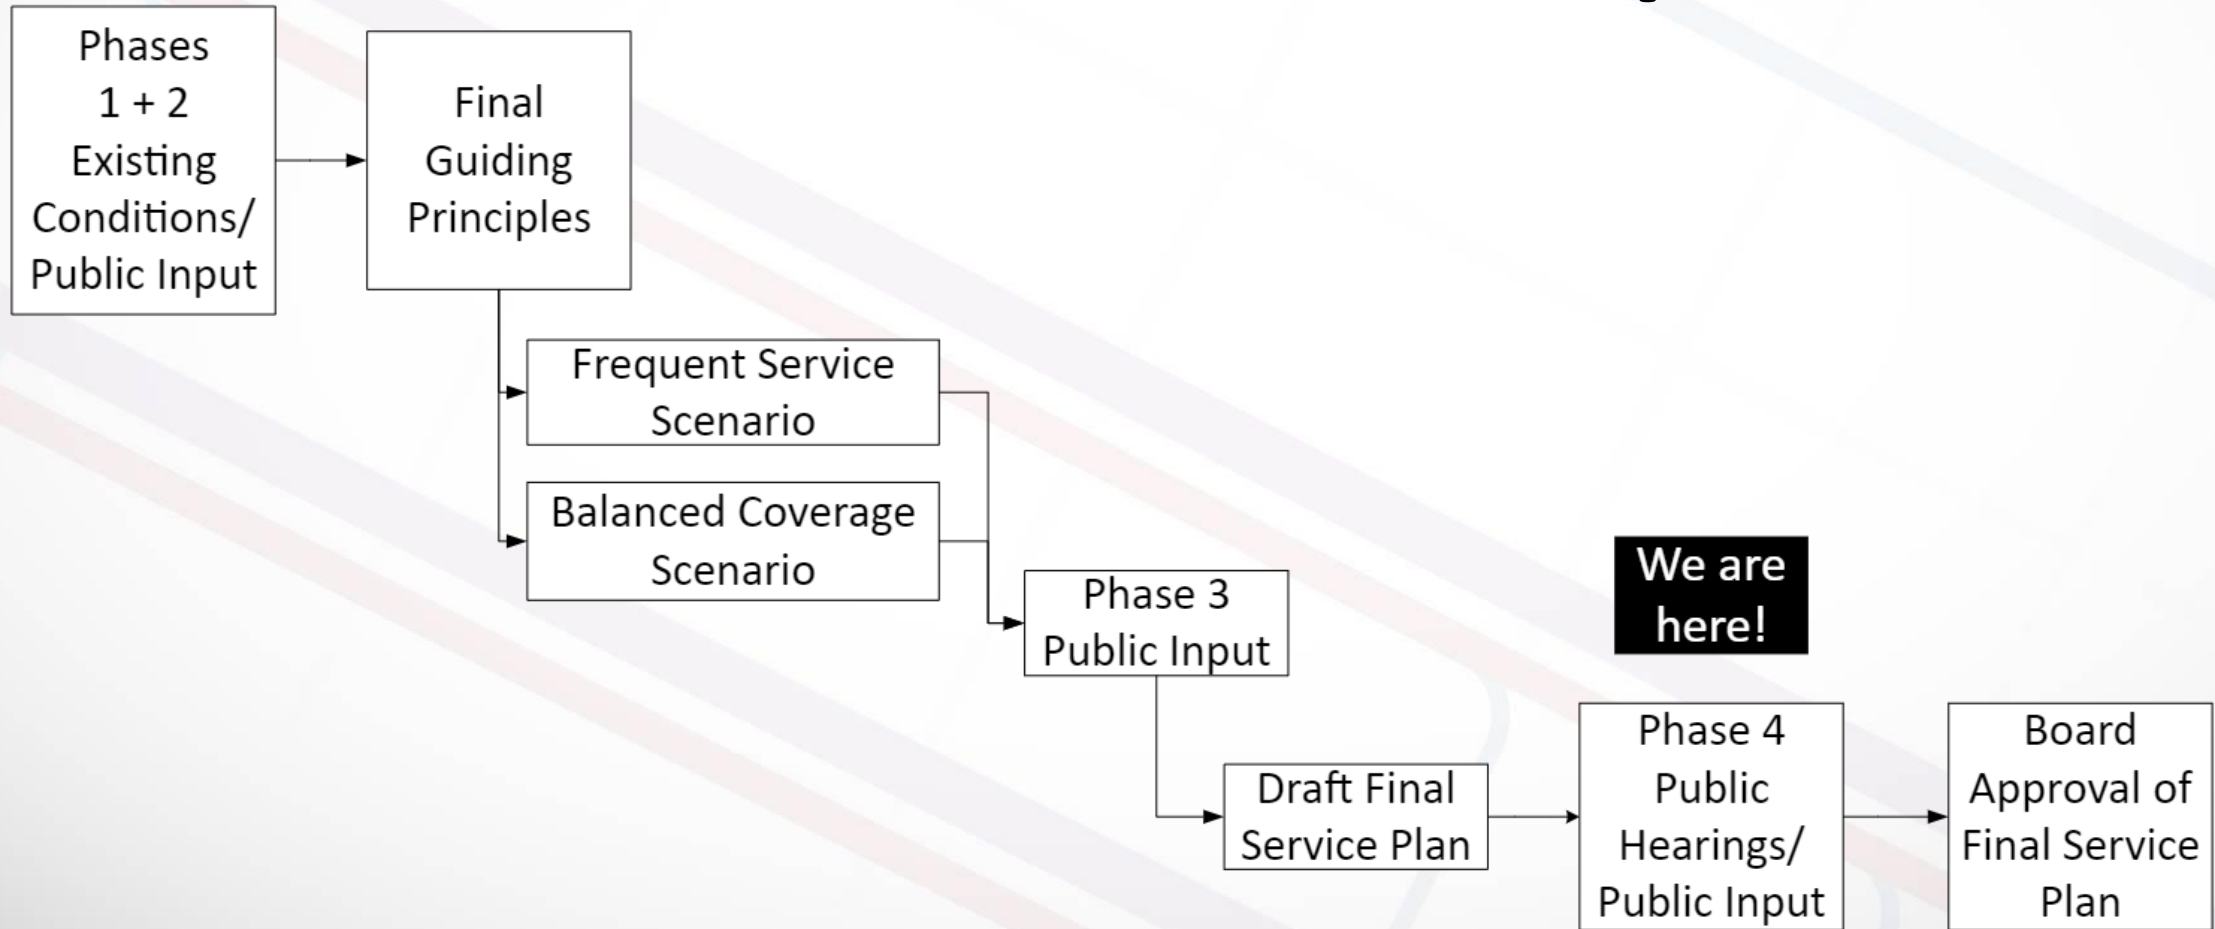 Phases
1 + 2
Existing
Conditions/
Public Input
Final
Guiding
Principles
Frequent Service
Scenario
Balanced Coverage
Scenario
Phase 3
Public Input
We are
here!
Draft Final
Service Plan
Phase 4
Public
Hearings/
Public Input
Board
Approval of
Final Service
Plan